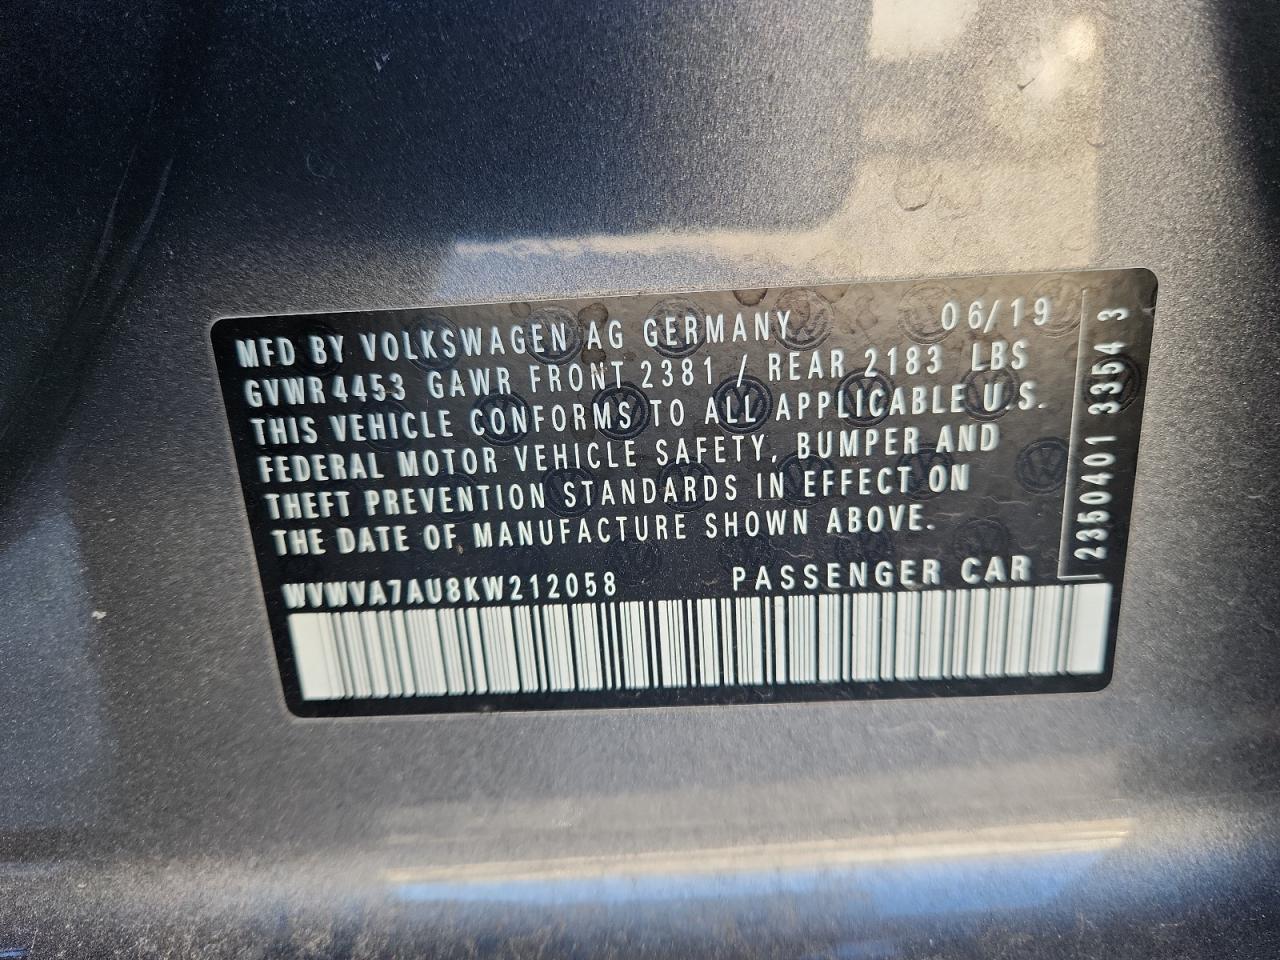 MFD BY VOLKSWAGEN AG GERMANY 06/19
GVWR 4453 GAWR FRONT 2381 / REAR 2183 LBS
THIS VEHICLE CONFORMS TO ALL APPLICABLE U.S.
FEDERAL MOTOR VEHICLE SAFETY, BUMPER AND
THEFT PREVENTION STANDARDS IN EFFECT ON
THE DATE OF MANUFACTURE SHOWN ABOVE.
WVWVA7AU8KW212058 PASSENGER CAR
2350401 3354 3